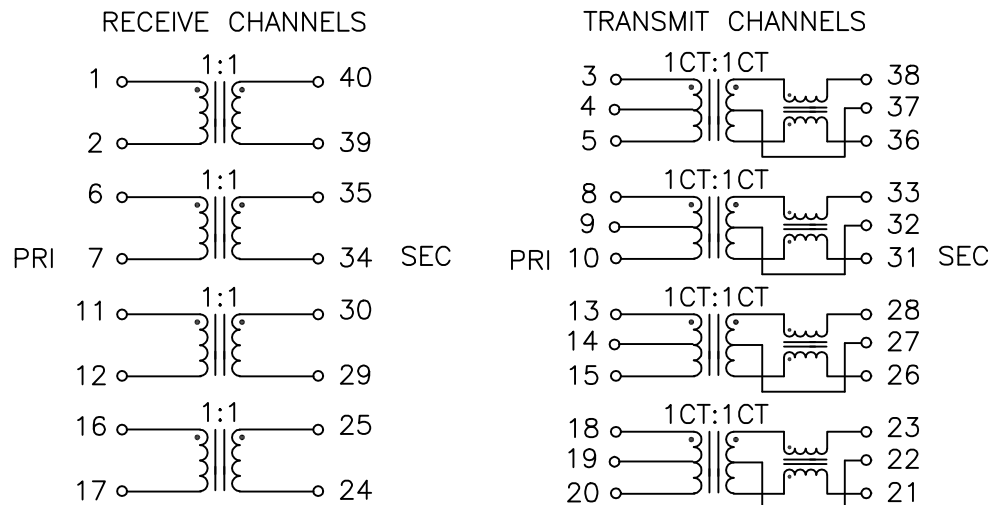 RECEIVE CHANNELS
1:1
1 40
2 39
1:1
6 35
PRI 7 34 SEC
1:1
11 30
12 29
1:1
16 25
17 24
TRANSMIT CHANNELS
1CT:1CT
3 38
4 37
5 36
1CT:1CT
8 33
9 32
PRI 10 31 SEC
1CT:1CT
13 28
14 27
15 26
1CT:1CT
18 23
19 22
20 21